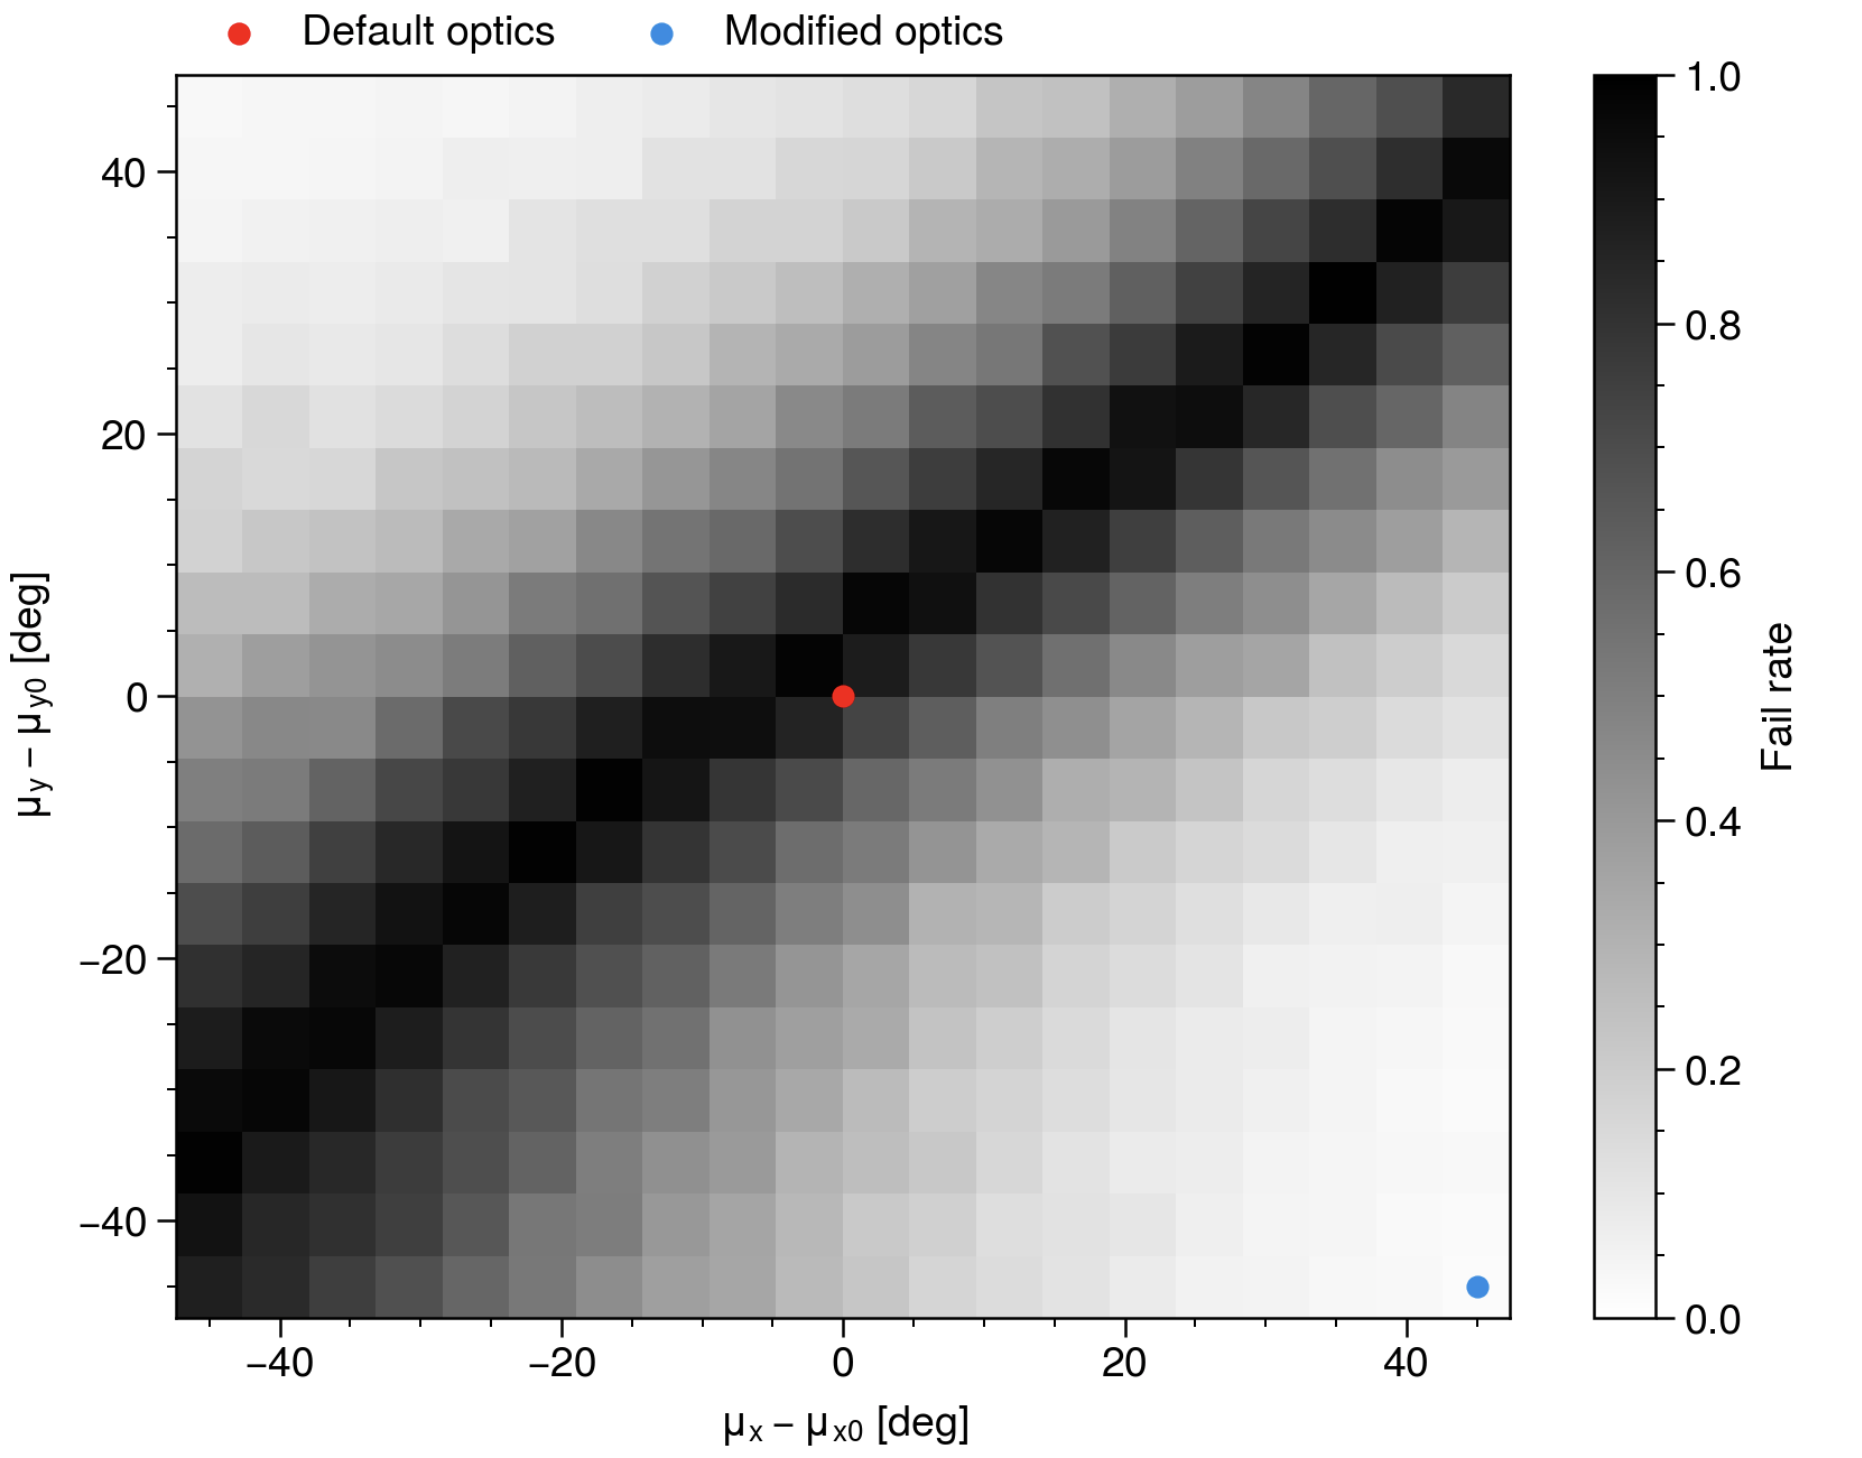 Default optics Modified optics
40
20
0
−20
−40
μy − μy0 [deg]
−40 −20 0 20 40
μx − μx0 [deg]
1.0
0.8
0.6
0.4
0.2
0.0
Fail rate